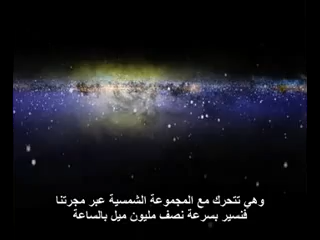 وهي تتحرك مع المجموعة الشمسية عبر مجرتنا
فنسير بسرعة نصف مليون ميل بالساعة